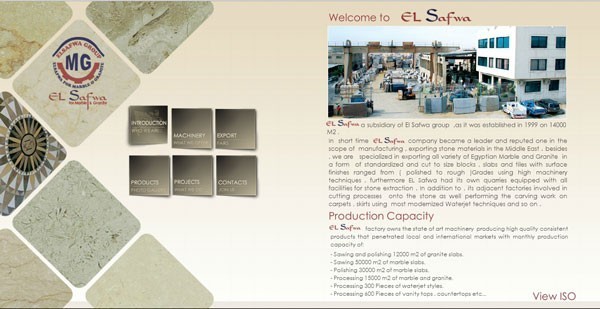 ELSAFWA GROUP
MG
LEADER FOR MARBLE & GRANITE
EL Safwa
for Marble & Granite
INTRODUCTION
MACHINERY
EXPORT
PRODUCTS
PROJECTS
CONTACTS
Welcome to EL Safwa
EL Safwa a subsidiary of El Safwa group ,as it was established in 1999 on 14000
M2 .
In short time EL Safwa company became a leader and reputed one in the
scope of manufacturing , exporting stone materials in the Middle East . besides
, we are specialized in exporting all variety of Egyptian Marble and Granite in
a form of standardized and cut to size blocks , slabs and tiles with surface
finishes ranged from ( polished to rough )Grades using high machinery
techniques . furthermore EL Safwa had its own quarries equipped with all
facilities for stone extraction . in addition to , its adjacent factories involved in
cutting processes onto the stone as well performing the carving work on
carpets , skirts using most modernized Waterjet techniques and so on .
Production Capacity
EL Safwa factory owns the state of art machinery producing high quality consistent
products that penetrated local and international markets with manthly production
capacity of:
- Sawing and polishing 12000 m2 of granite slabs.
- Sawing 50000 m2 of marble slabs.
- Polishing 30000 m2 of marble slabs.
- Processing 15000 m2 of marble and granite.
- Processing 300 Pieces of waterjet styles.
- Processing 600 Pieces of vanity tops , countertops etc..
View ISO